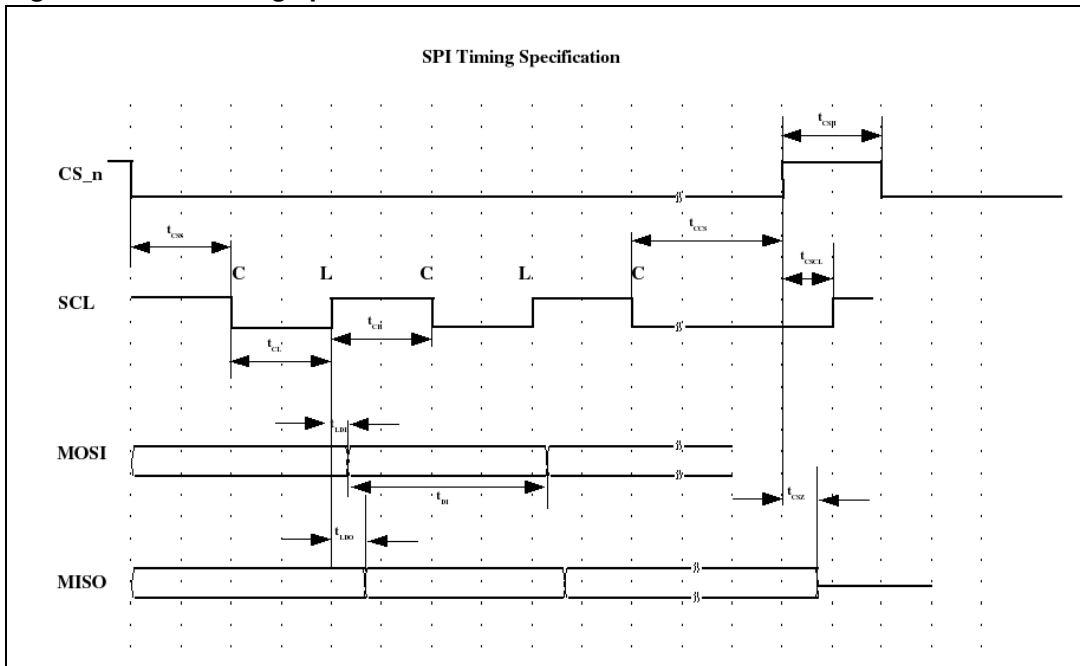 SPI Timing Specification
t_CSH
CS_n
t_CSS
t_CCS
t_CSCL
C L C L C
SCL
t_CH
t_CL
t_LDI
MOSI
t_DI
t_CSZ
t_LDO
MISO